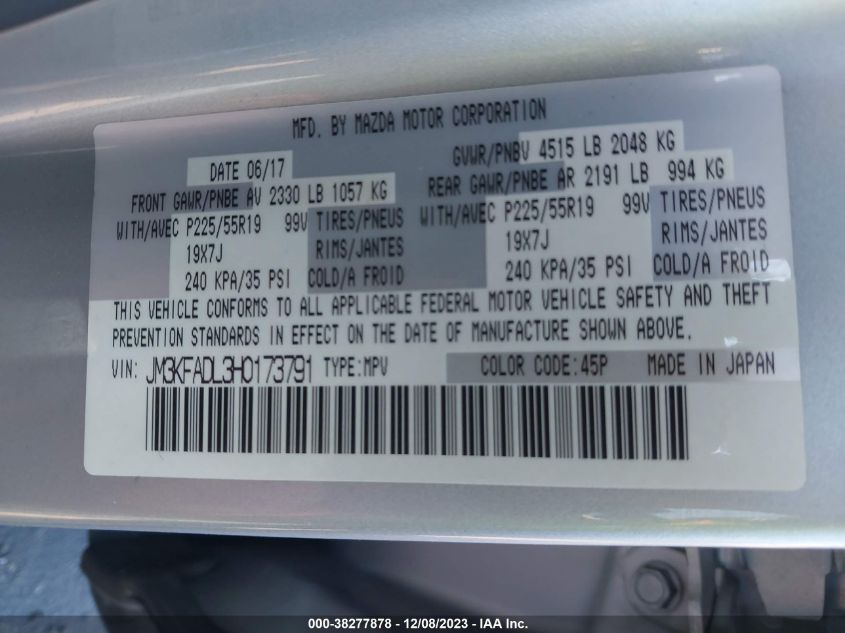 MFD. BY MAZDA MOTOR CORPORATION
DATE 06/17 GVWR/PNBV 4515 LB 2048 KG
FRONT GAWR/PNBE AV 2330 LB 1057 KG REAR GAWR/PNBE AR 2191 LB 994 KG
WITH/AVEC P225/55R19 99V TIRES/PNEUS WITH/AVEC P225/55R19 99V TIRES/PNEUS
19X7J RIMS/JANTES 19X7J RIMS/JANTES
240 KPA/35 PSI COLD/A FROID 240 KPA/35 PSI COLD/A FROID
THIS VEHICLE CONFORMS TO ALL APPLICABLE FEDERAL MOTOR VEHICLE SAFETY AND THEFT
PREVENTION STANDARDS IN EFFECT ON THE DATE OF MANUFACTURE SHOWN ABOVE.
VIN: JM3KFADL3H0173791 TYPE:MPV COLOR CODE:45P MADE IN JAPAN
000-38277878 - 12/08/2023 - IAA Inc.